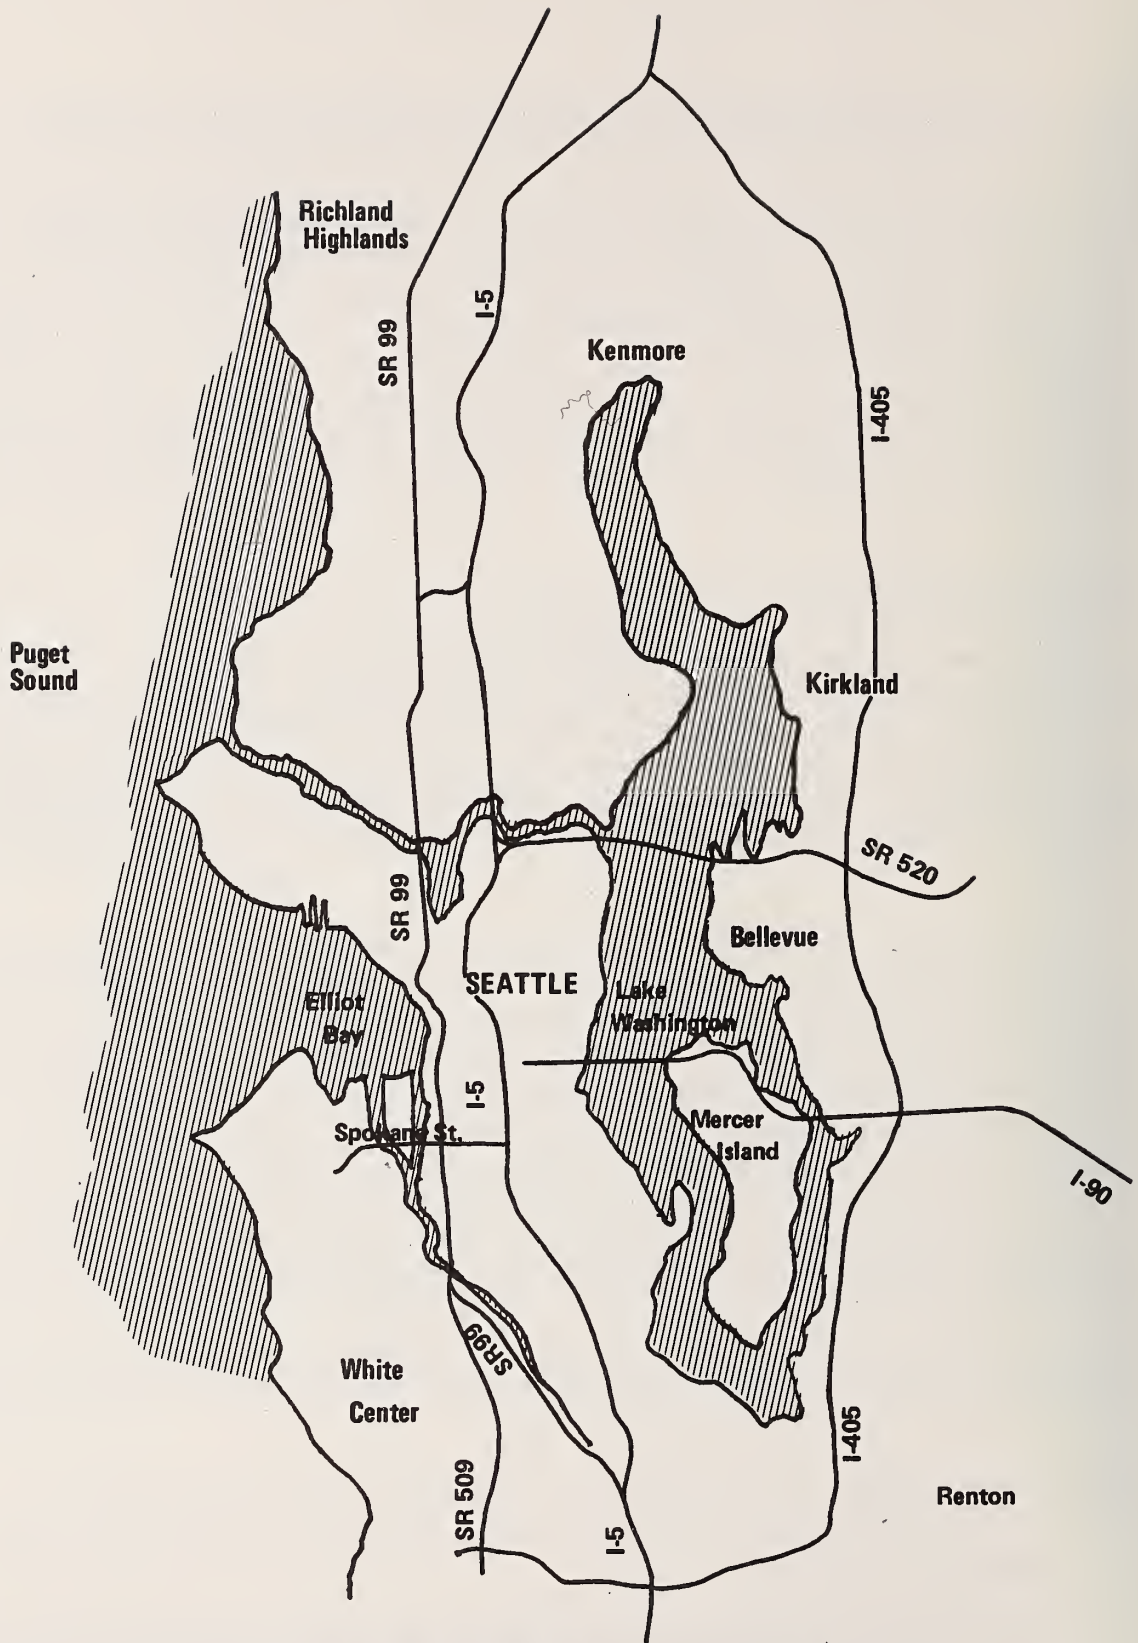 Richland
Highlands
I-5
SR 99
Kenmore
I-405
Puget
Sound
Kirkland
SR 520
SR 99
Bellevue
SEATTLE
Lake
Washington
Elliot
Bay
I-5
Mercer
Island
Spokane St.
I-90
SR99
White
Center
I-405
SR 509
Renton
I-5